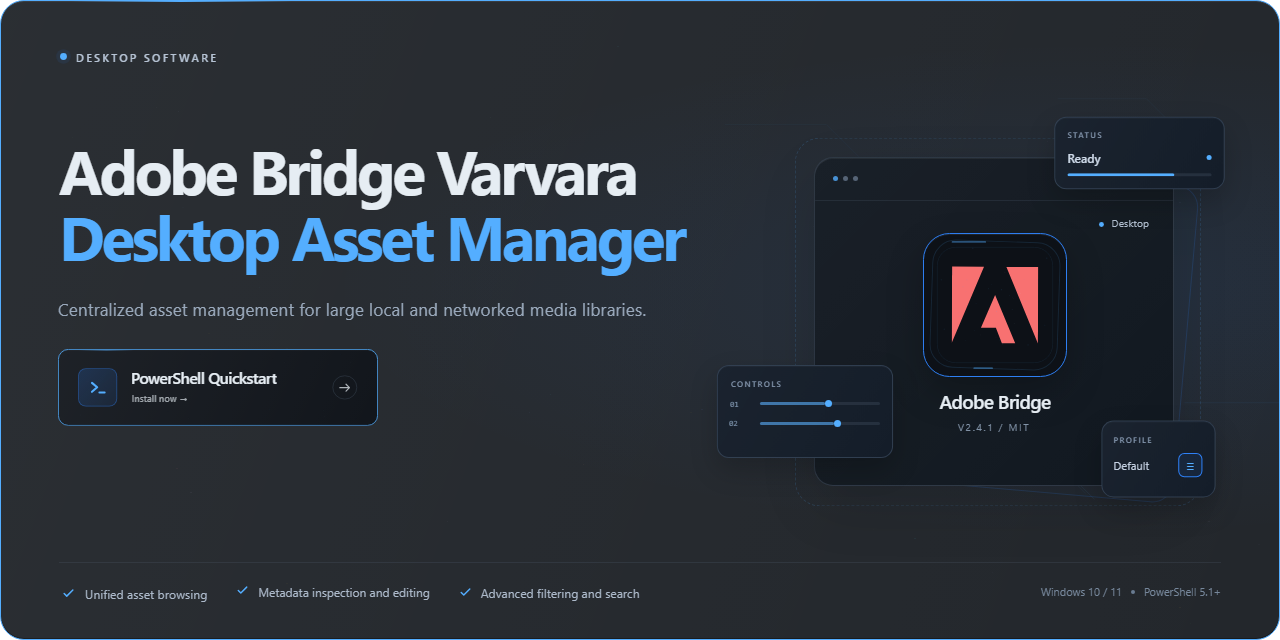 DESKTOP SOFTWARE
Adobe Bridge Varvara
Desktop Asset Manager
Centralized asset management for large local and networked media libraries.
PowerShell Quickstart
Install now →
STATUS
Ready
Desktop
CONTROLS
01
02
Adobe Bridge
V2.4.1 / MIT
PROFILE
Default
Unified asset browsing
Metadata inspection and editing
Advanced filtering and search
Windows 10 / 11 • PowerShell 5.1+